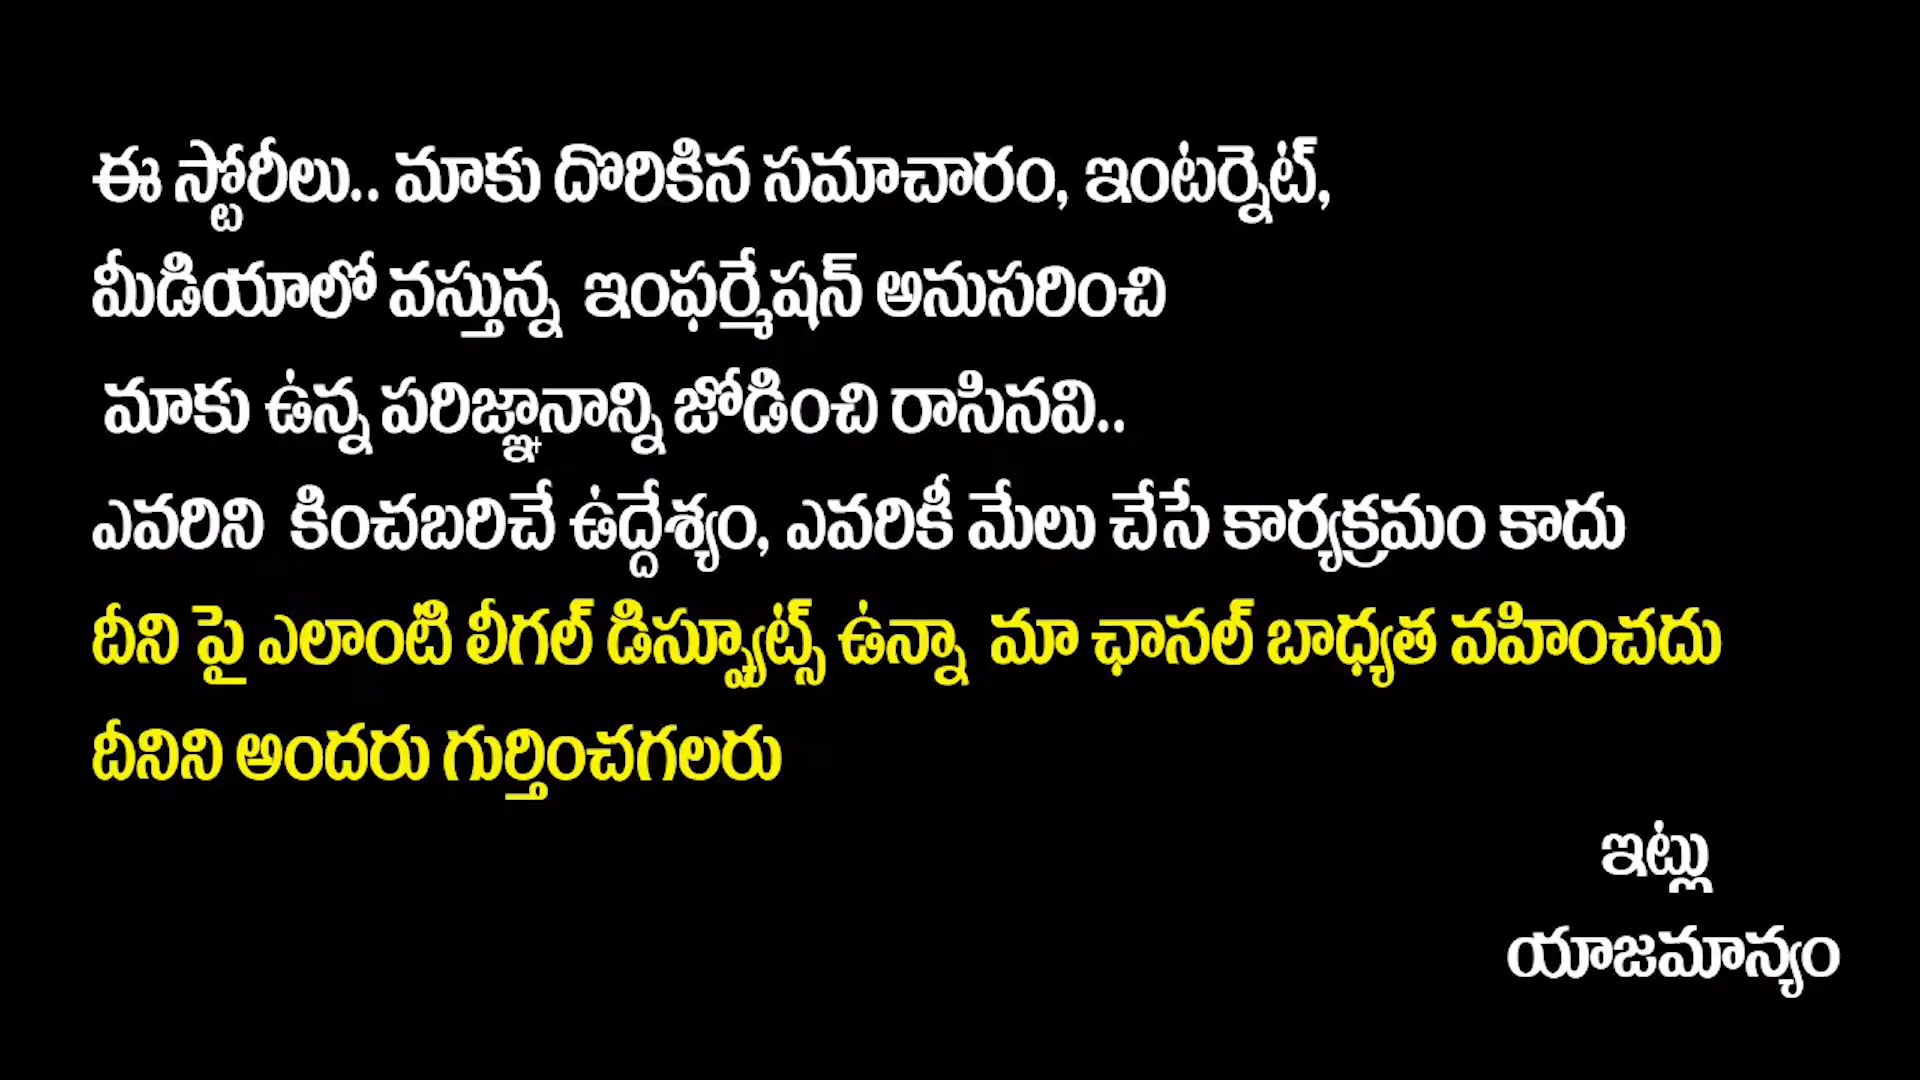 ఈ స్టోరీలు.. మాకు దొరికిన సమాచారం, ఇంటర్నెట్,
మీడియాలో వస్తున్న ఇంఫర్మేషన్ అనుసరించి
మాకు ఉన్న పరిజ్ఞానాన్ని జోడించి రాసినవి..
ఎవరిని కించబరిచే ఉద్దేశ్యం, ఎవరికీ మేలు చేసే కార్యక్రమం కాదు
దీని పై ఎలాంటి లీగల్ డిస్ప్యూట్స్ ఉన్నా మా ఛానల్ బాధ్యత వహించదు
దీనిని అందరు గుర్తించగలరు
ఇట్లు
యాజమాన్యం